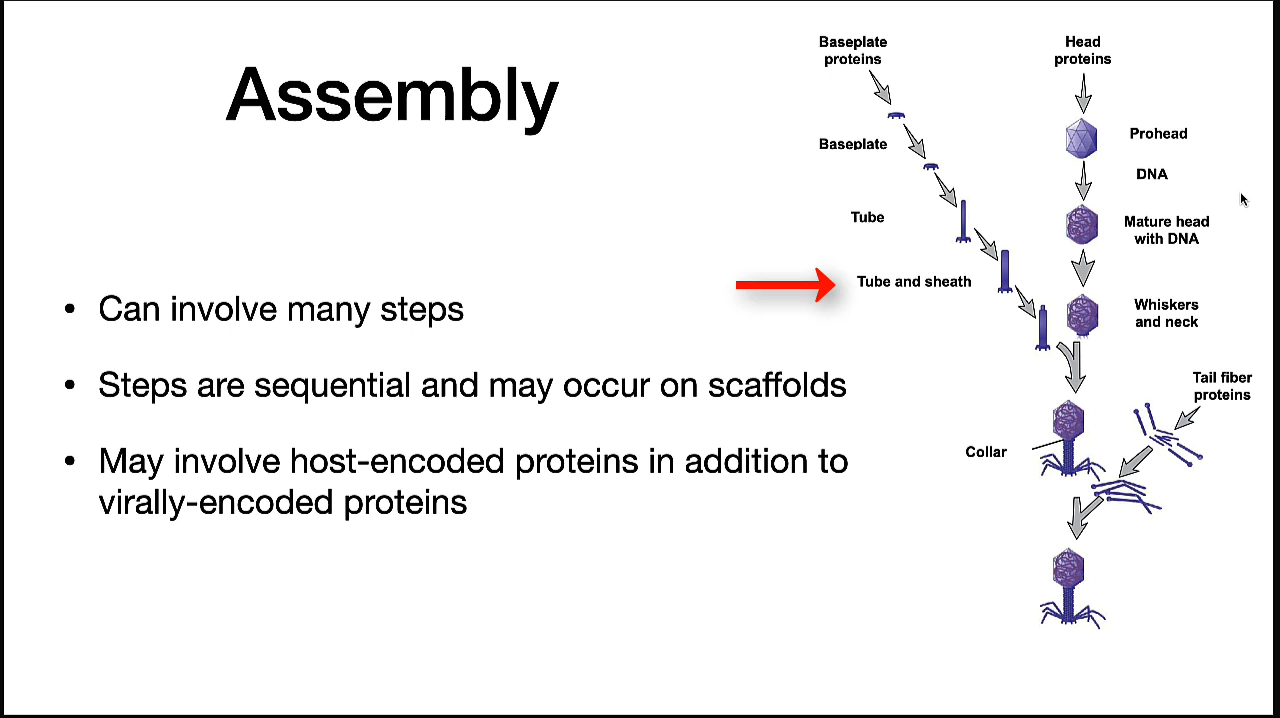 Assembly
• Can involve many steps
• Steps are sequential and may occur on scaffolds
• May involve host-encoded proteins in addition to
virally-encoded proteins
Baseplate
proteins
Baseplate
Tube
Tube and sheath
Head
proteins
Prohead
DNA
Mature head
with DNA
Whiskers
and neck
Tail fiber
proteins
Collar